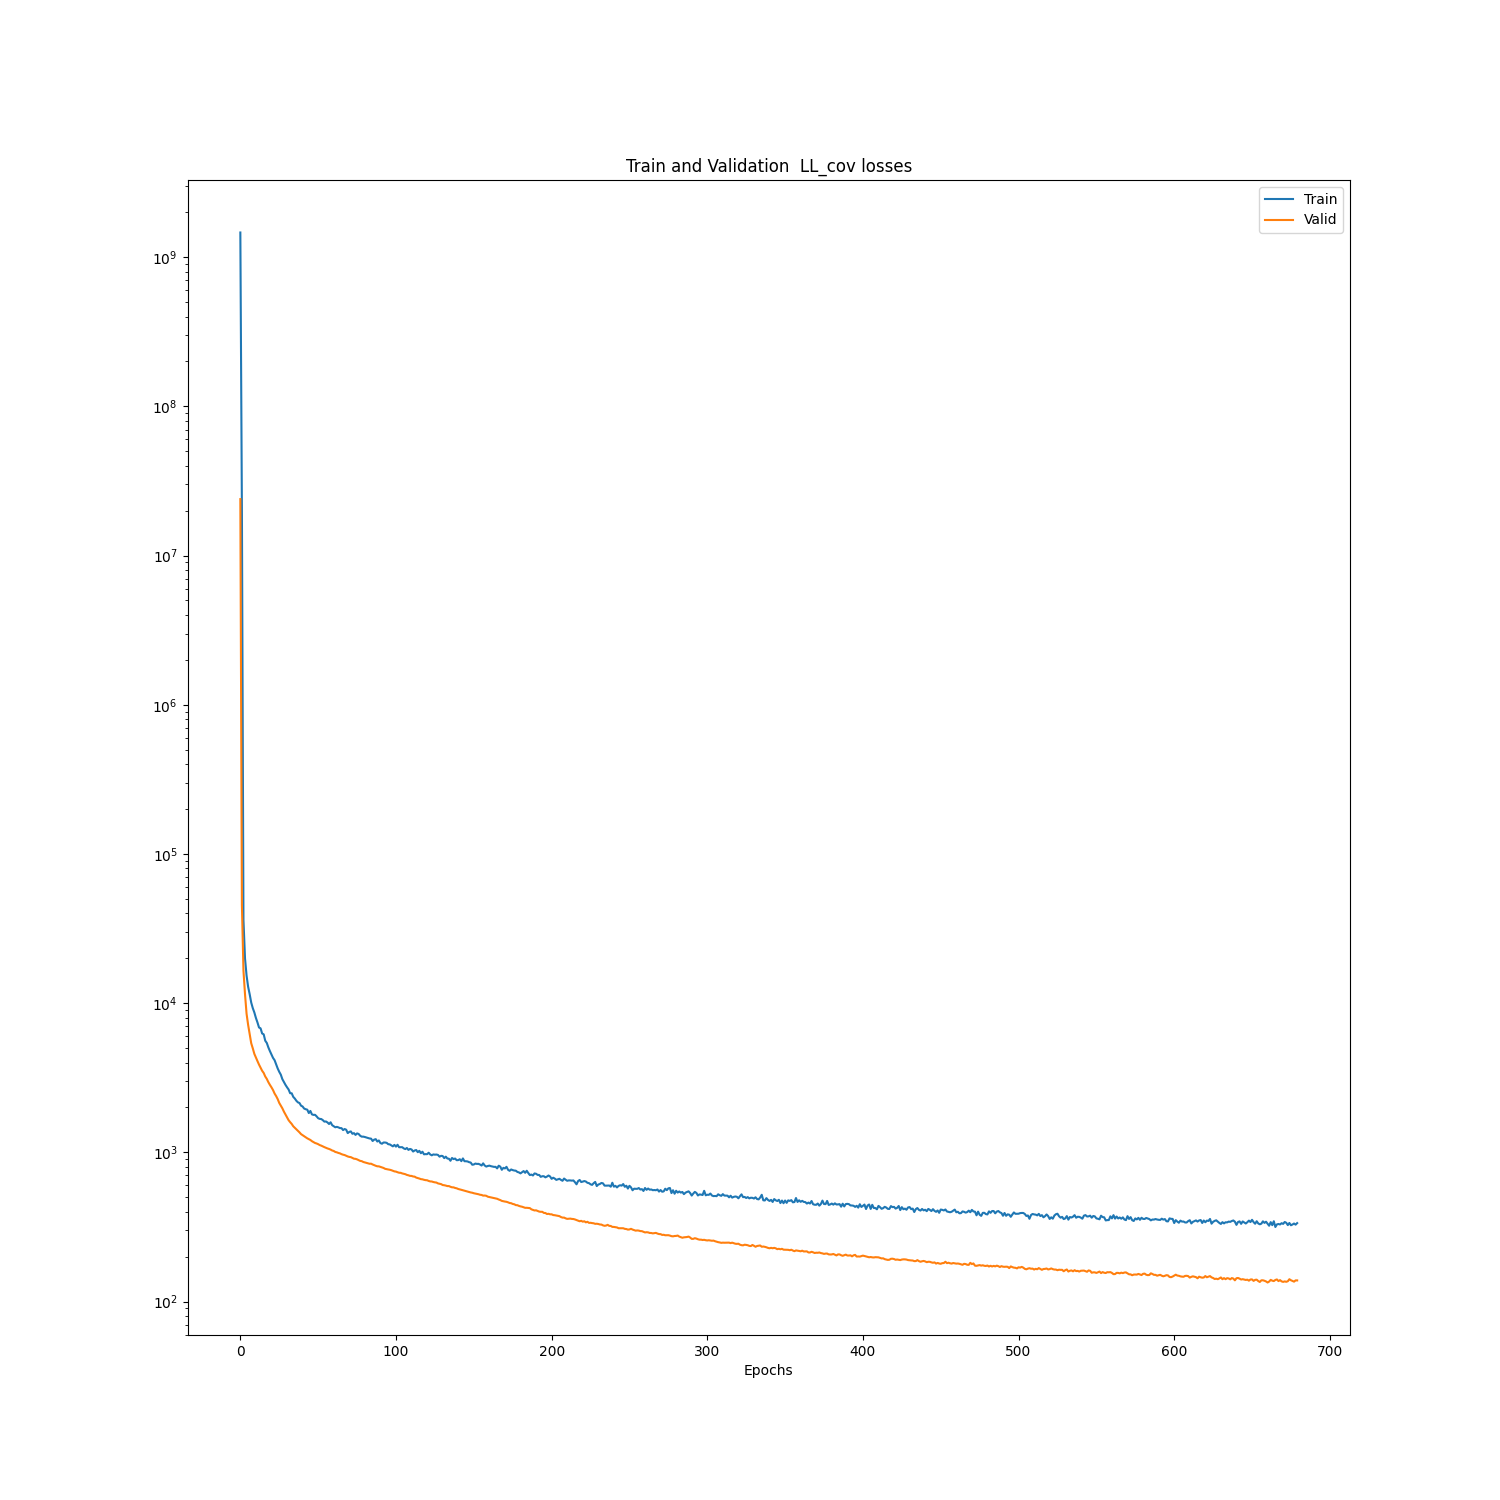 Train and Validation  LL_cov losses
Train
Valid
10⁹
10⁸
10⁷
10⁶
10⁵
10⁴
10³
10²
0 100 200 300 400 500 600 700
Epochs